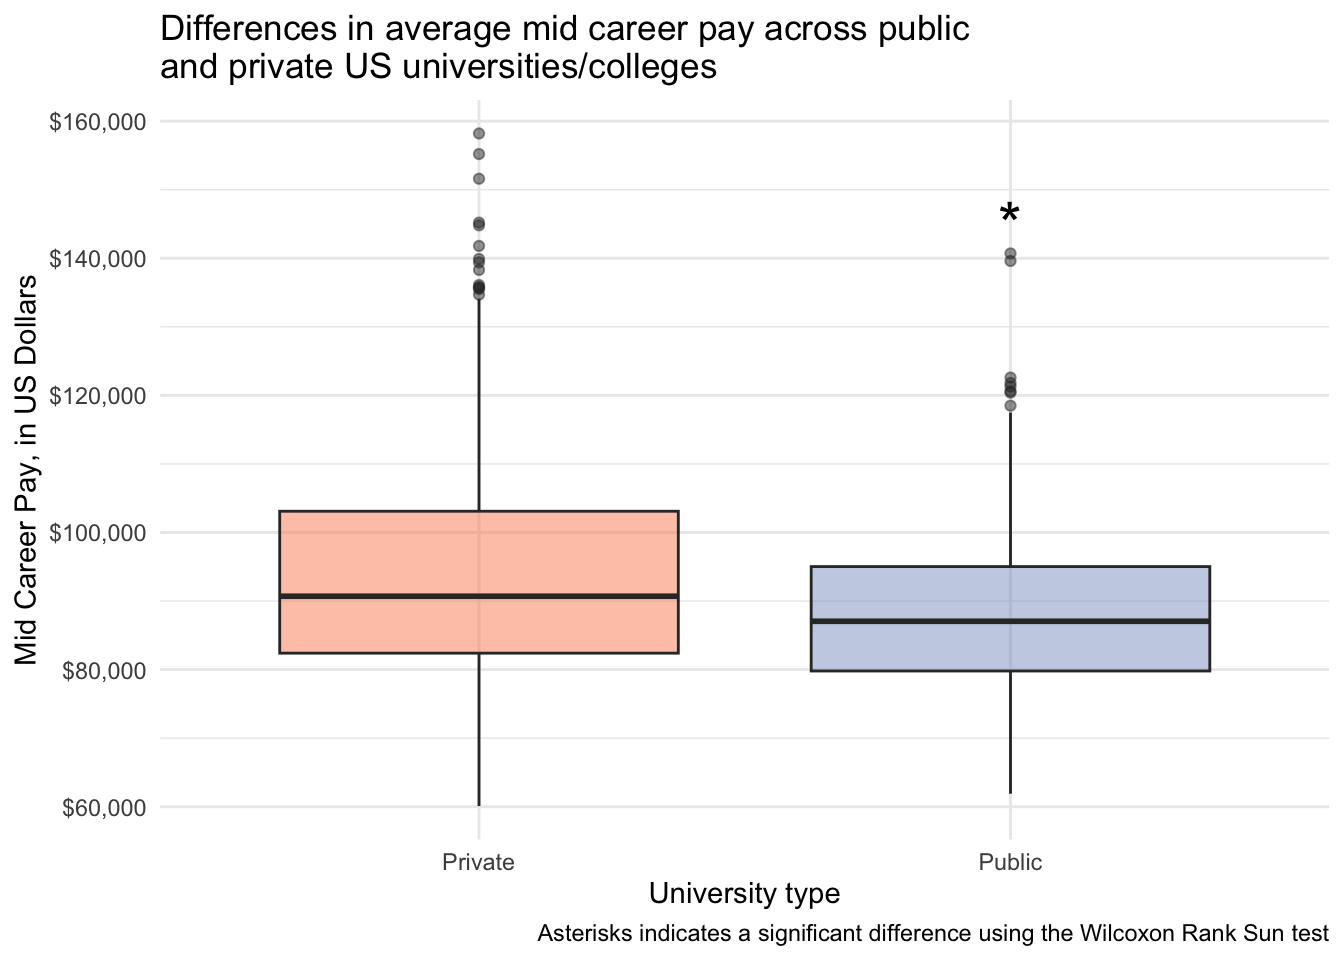 Differences in average mid career pay across public
and private US universities/colleges
Mid Career Pay, in US Dollars
$160,000
$140,000
$120,000
$100,000
$80,000
$60,000
*
Private
Public
University type
Asterisks indicates a significant difference using the Wilcoxon Rank Sun test